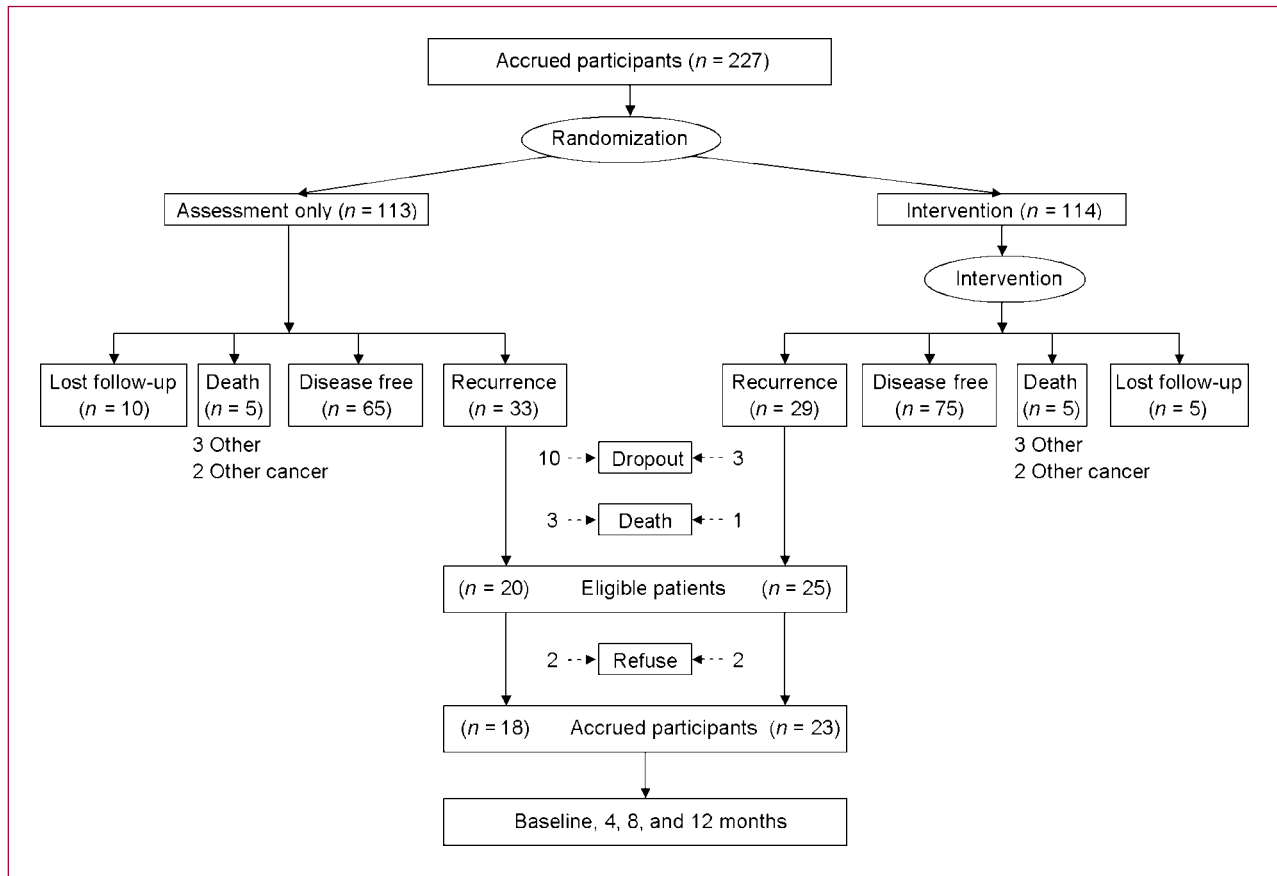 Accrued participants (n = 227)
Randomization
Assessment only (n = 113)
Intervention (n = 114)
Intervention
Lost follow-up
(n = 10)
Death
(n = 5)
3 Other
2 Other cancer
Disease free
(n = 65)
Recurrence
(n = 33)
Recurrence
(n = 29)
Disease free
(n = 75)
Death
(n = 5)
3 Other
2 Other cancer
Lost follow-up
(n = 5)
10 Dropout 3
3 Death 1
(n = 20) Eligible patients (n = 25)
2 Refuse 2
(n = 18) Accrued participants (n = 23)
Baseline, 4, 8, and 12 months